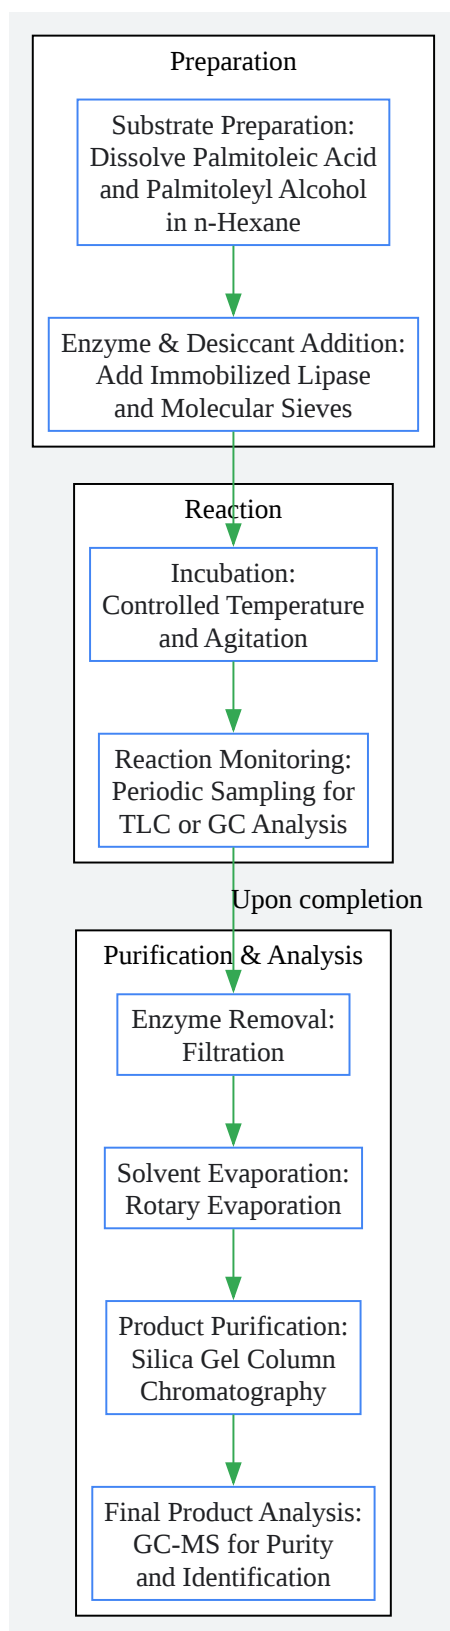 Preparation
Substrate Preparation:
Dissolve Palmitoleic Acid
and Palmitoleyl Alcohol
in n-Hexane
Enzyme & Desiccant Addition:
Add Immobilized Lipase
and Molecular Sieves
Reaction
Incubation:
Controlled Temperature
and Agitation
Reaction Monitoring:
Periodic Sampling for
TLC or GC Analysis
Upon completion
Purification & Analysis
Enzyme Removal:
Filtration
Solvent Evaporation:
Rotary Evaporation
Product Purification:
Silica Gel Column
Chromatography
Final Product Analysis:
GC-MS for Purity
and Identification